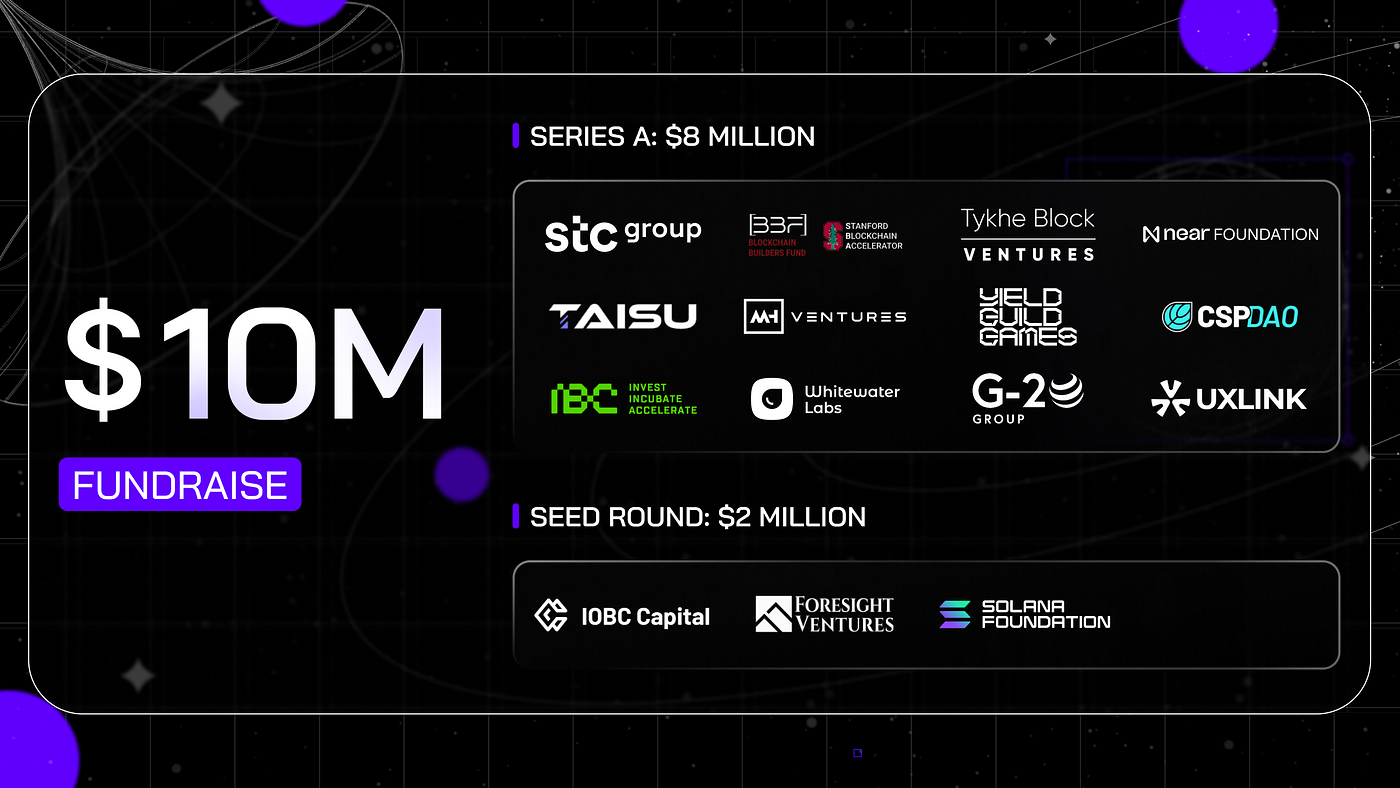 $10M
FUNDRAISE
SERIES A: $8 MILLION
stc group
BBF
BLOCKCHAIN
BUILDERS FUND
STANFORD
BLOCKCHAIN
ACCELERATOR
Tykhe Block
VENTURES
near FOUNDATION
TAISU
MH VENTURES
YIELD
GUILD
GAMES
CSPDAO
IBC
INVEST
INCUBATE
ACCELERATE
Whitewater
Labs
G-20
GROUP
UXLINK
SEED ROUND: $2 MILLION
IOBC Capital
FORESIGHT
VENTURES
SOLANA
FOUNDATION